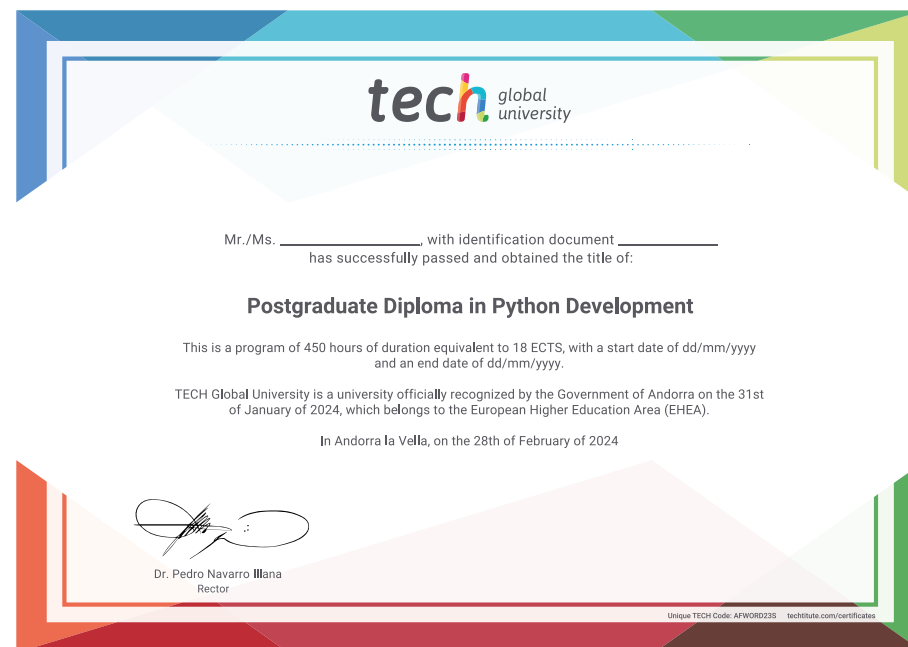 tech global
university
Mr./Ms. ____________________, with identification document ______________
has successfully passed and obtained the title of:
Postgraduate Diploma in Python Development
This is a program of 450 hours of duration equivalent to 18 ECTS, with a start date of dd/mm/yyyy
and an end date of dd/mm/yyyy.
TECH Global University is a university officially recognized by the Government of Andorra on the 31st
of January of 2024, which belongs to the European Higher Education Area (EHEA).
In Andorra la Vella, on the 28th of February of 2024
Dr. Pedro Navarro Illana
Rector
Unique TECH Code: AFWORD23S techtitute.com/certificates